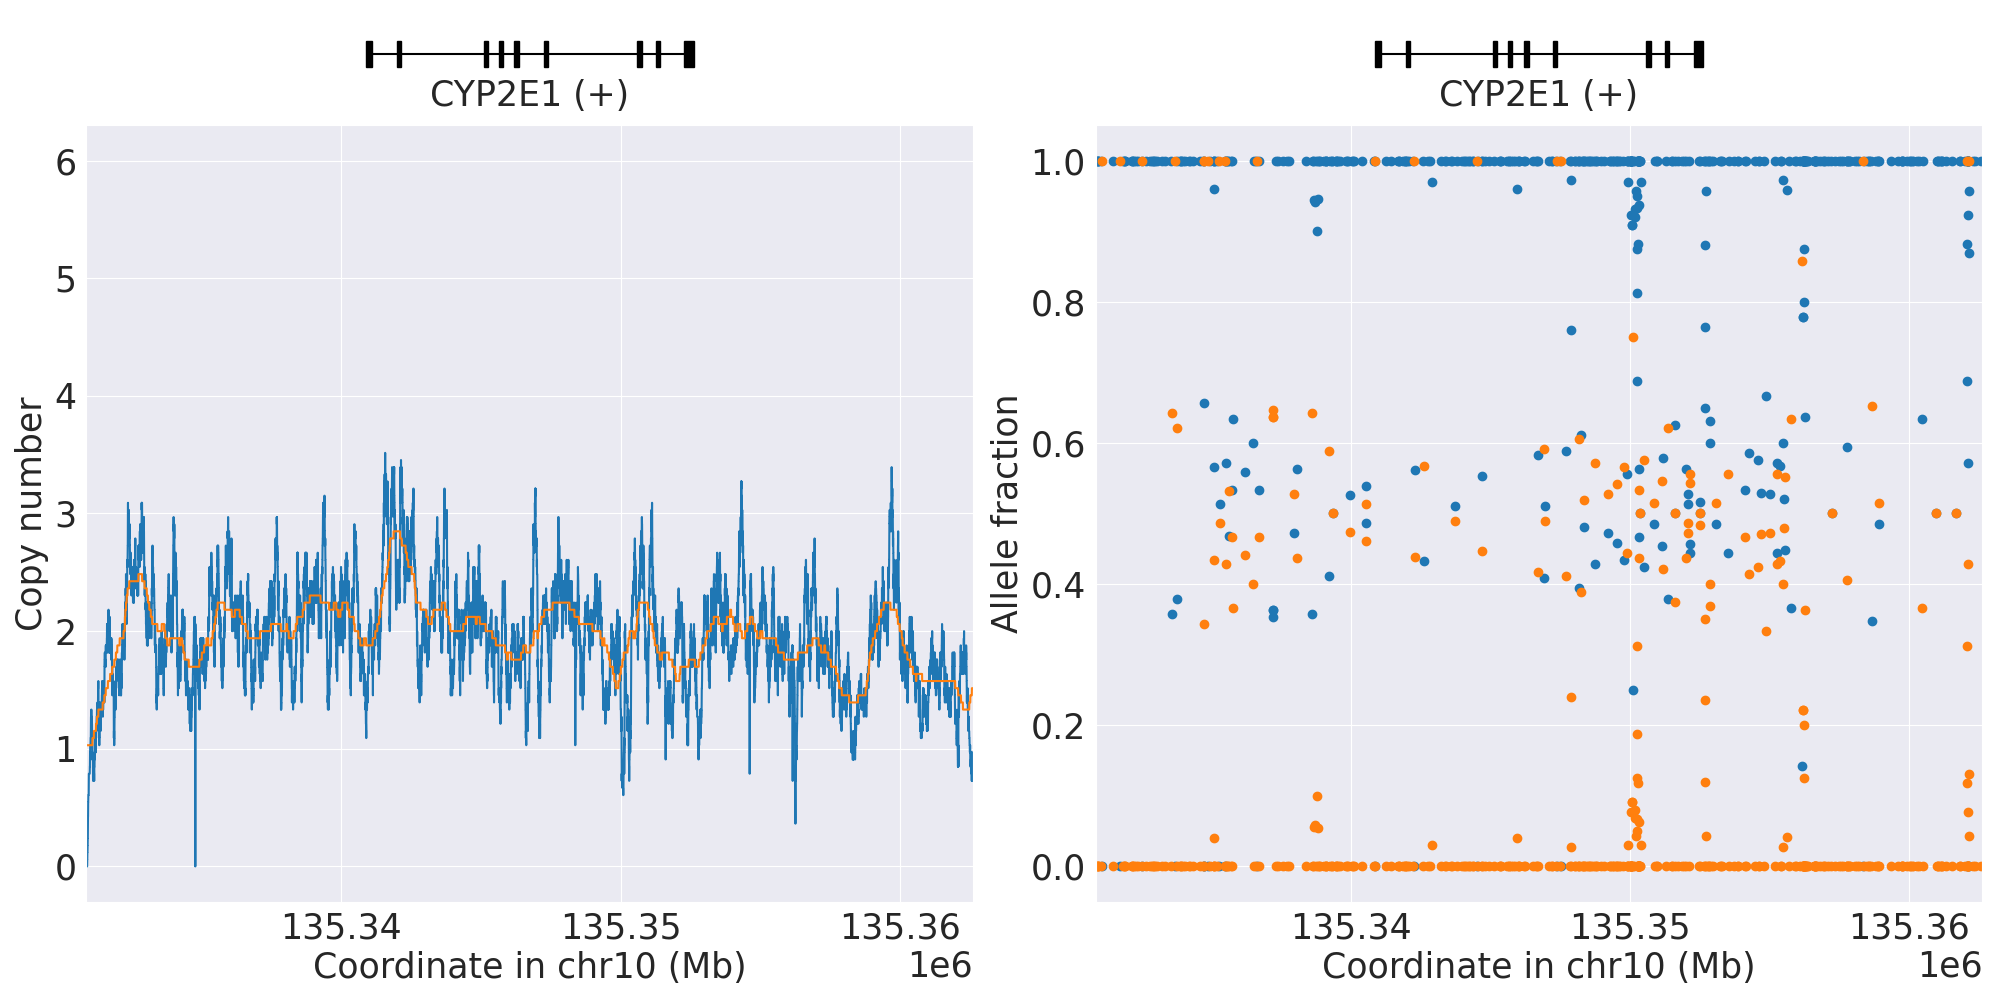 CYP2E1 (+)
Copy number
6
5
4
3
2
1
0
135.34
135.35
135.36
Coordinate in chr10 (Mb)
1e6
CYP2E1 (+)
Allele fraction
1.0
0.8
0.6
0.4
0.2
0.0
135.34
135.35
135.36
Coordinate in chr10 (Mb)
1e6